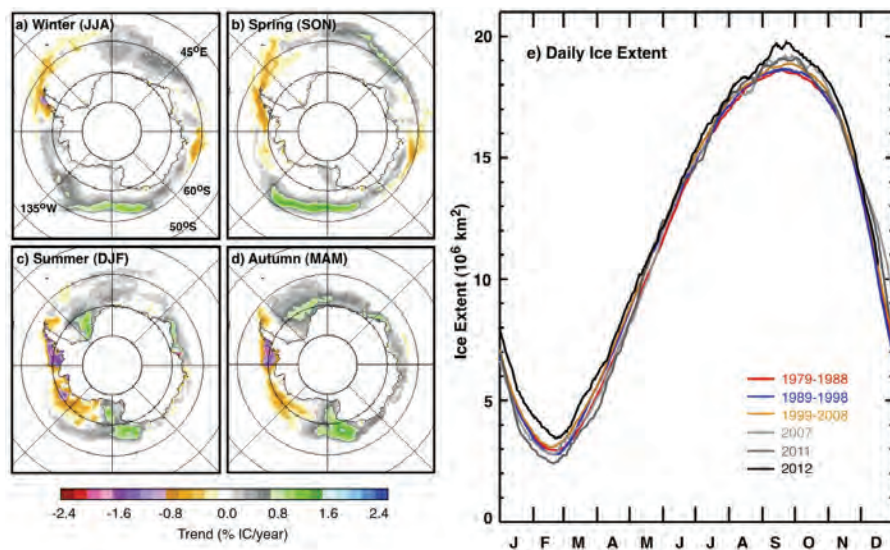 a) Winter (JJA)
45°E
135°W
60°S
50°S
b) Spring (SON)
c) Summer (DJF)
d) Autumn (MAM)
-2.4 -1.6 -0.8 0.0 0.8 1.6 2.4
Trend (% IC/year)
e) Daily Ice Extent
20
15
10
5
0
Ice Extent (10⁶ km²)
1979-1988
1989-1998
1999-2008
2007
2011
2012
J F M A M J J A S O N D